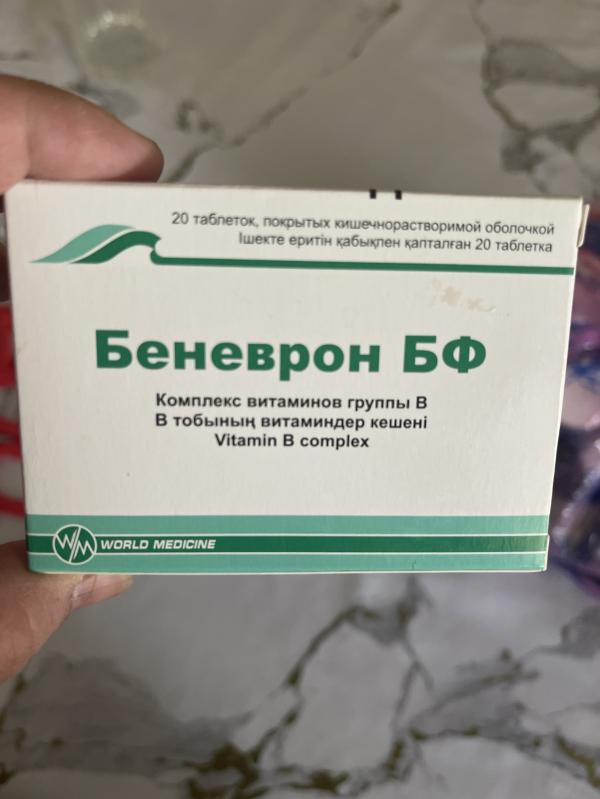 20 таблеток, покрытых кишечнорастворимой оболочкой
Ішекте еритін қабықпен қапталған 20 таблетка
Беневрон БФ
Комплекс витаминов группы В
В тобының витаминдер кешені
Vitamin B complex
WM WORLD MEDICINE